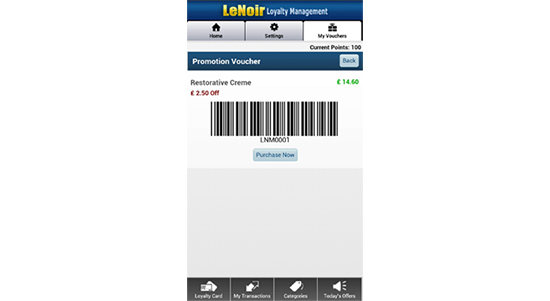 LeNoir Loyalty Management
Home Settings My Vouchers
Current Points: 100
Promotion Voucher Back
Restorative Creme £ 14.60
£ 2.50 Off
LNM0001
Purchase Now
Loyalty Card My Transactions Categories Today's Offers